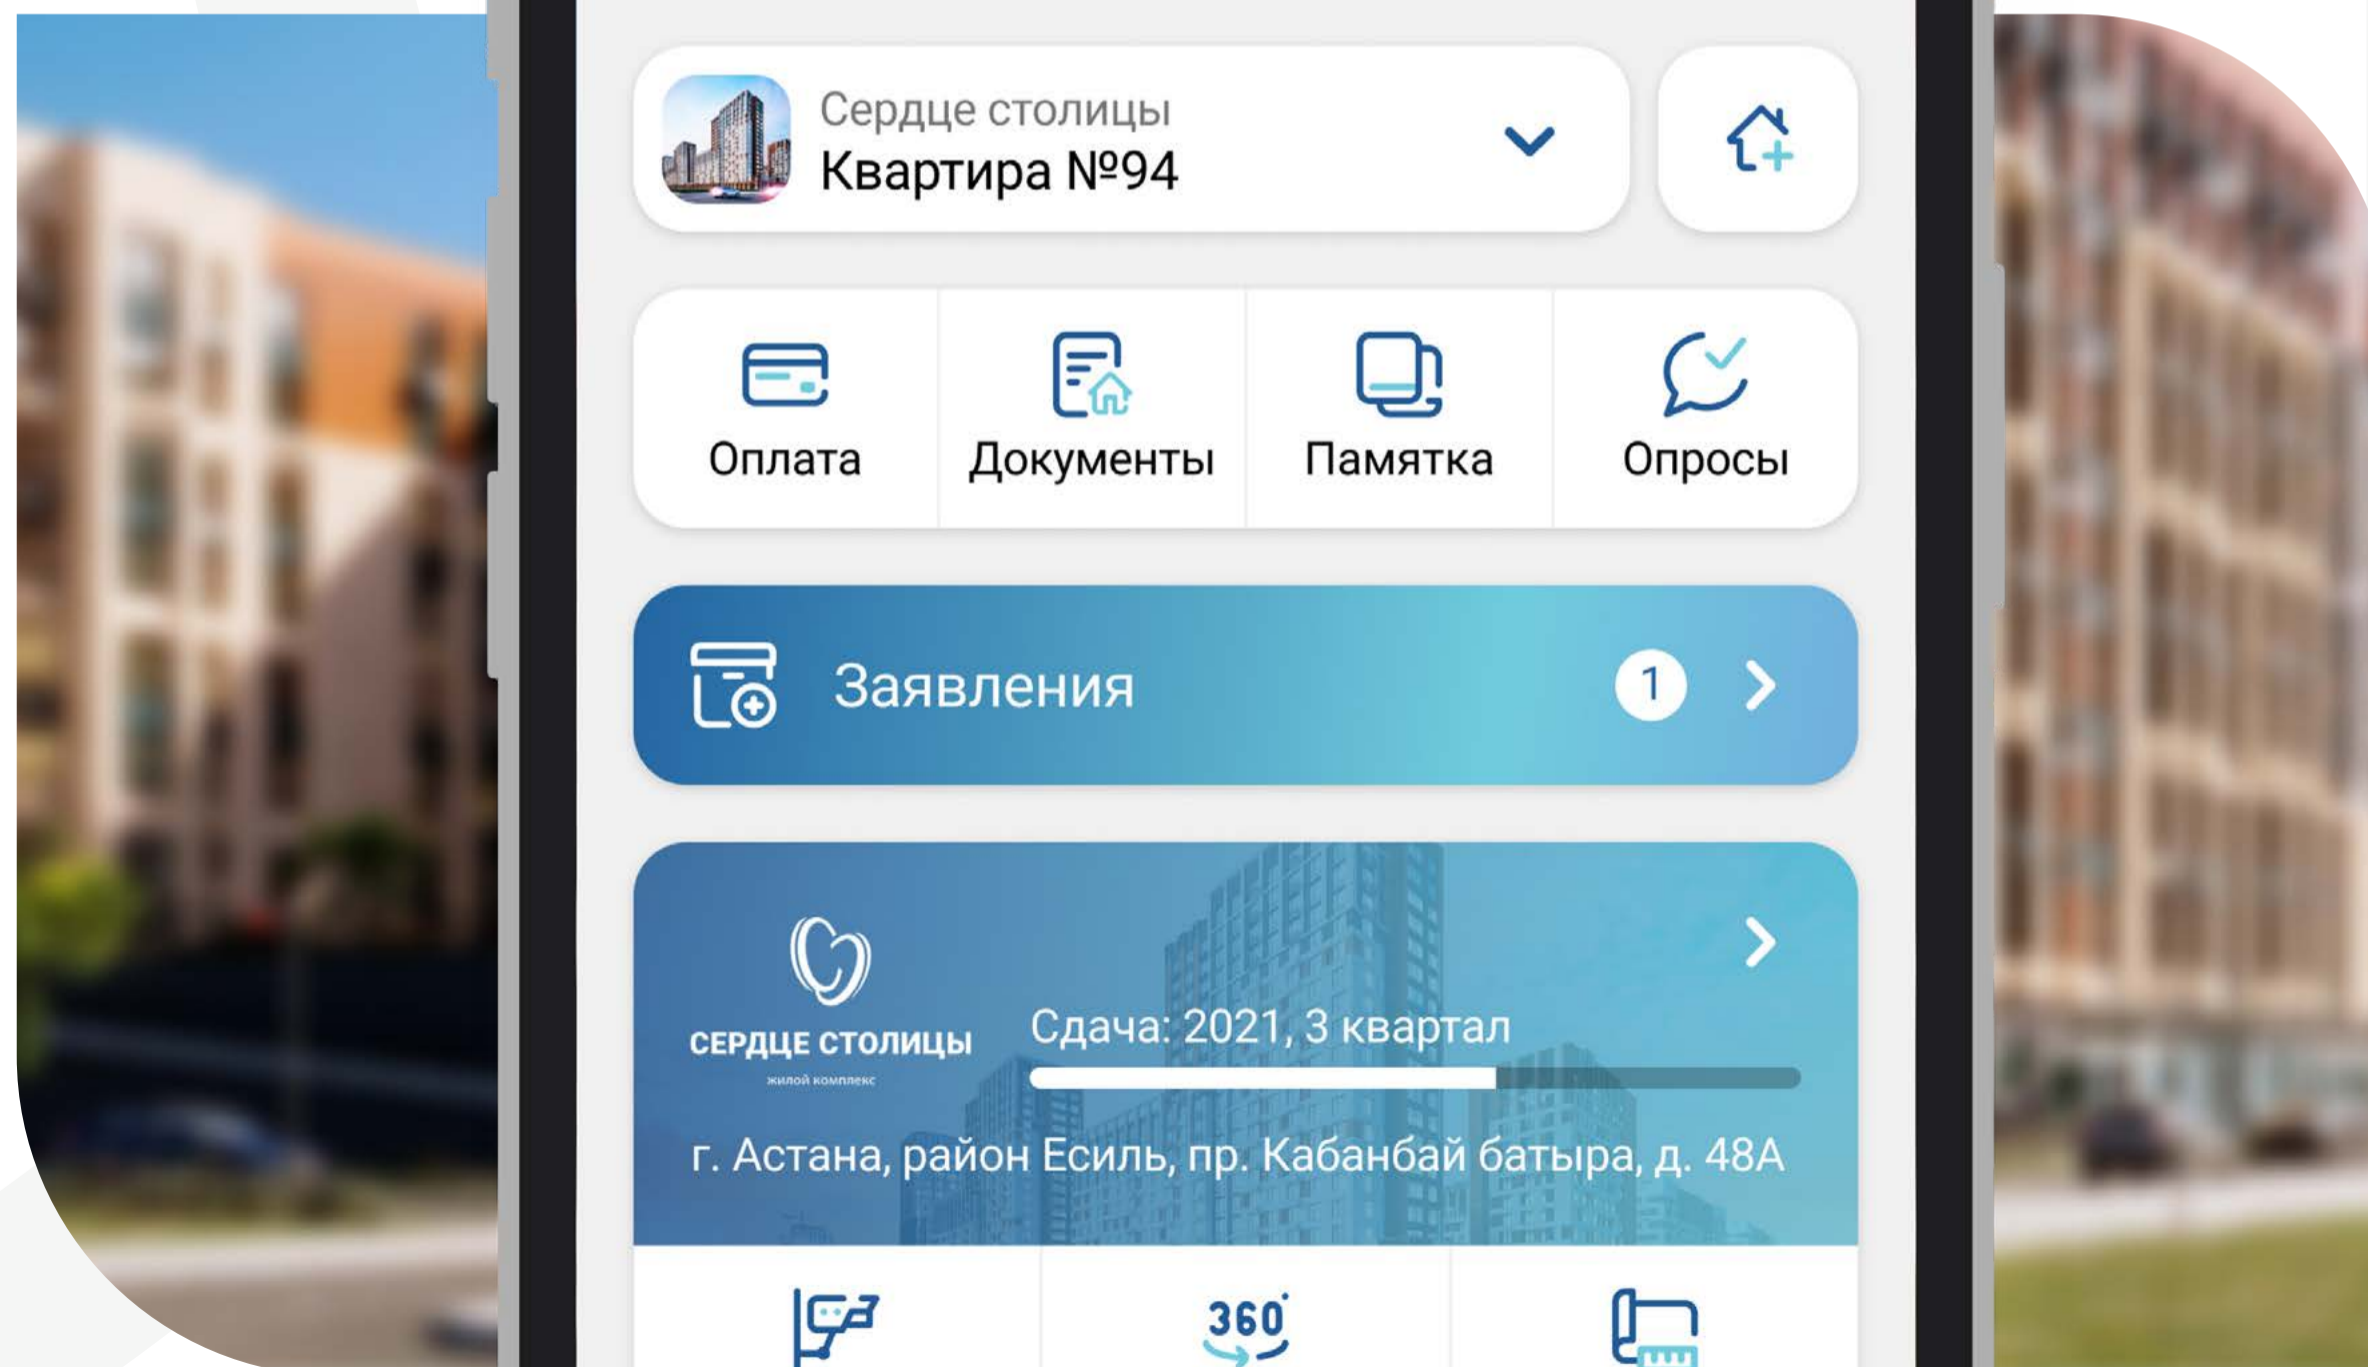 Сердце столицы
Квартира №94
Оплата
Документы
Памятка
Опросы
Заявления
1
СЕРДЦЕ СТОЛИЦЫ
жилой комплекс
Сдача: 2021, 3 квартал
г. Астана, район Есиль, пр. Кабанбай батыра, д. 48А
360°